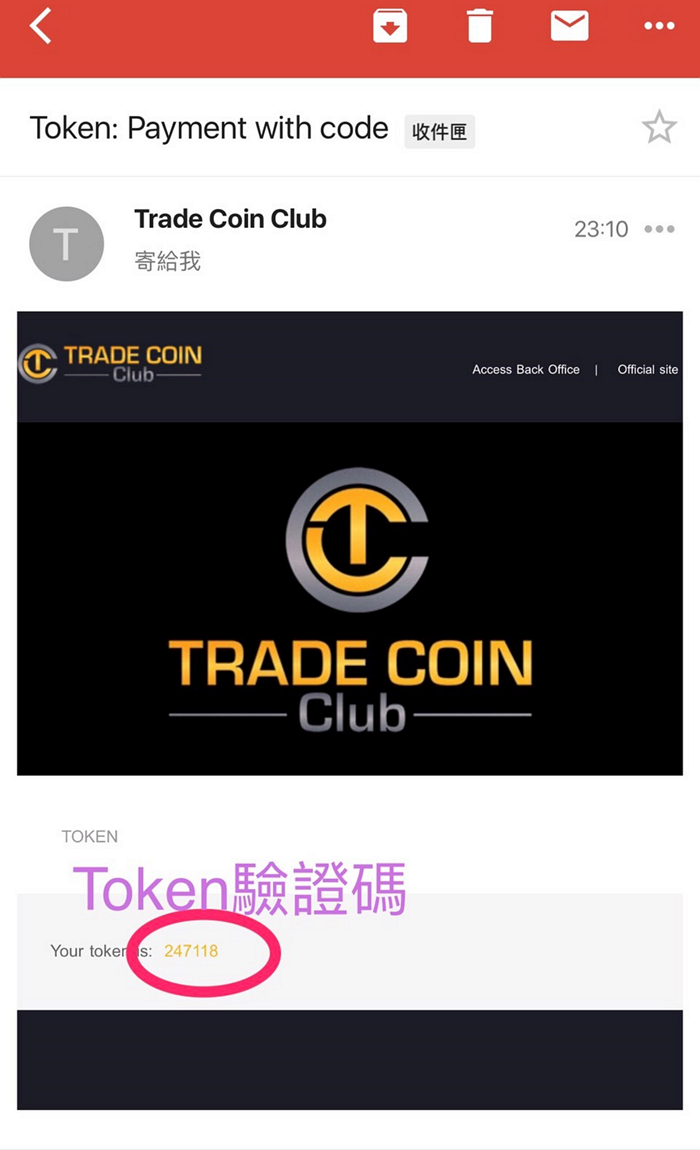 Token: Payment with code 收件匣
T
Trade Coin Club
23:10
寄給我
TRADE COIN
Club
Access Back Office | Official site
TRADE COIN
Club
TOKEN
Token驗證碼
Your token is: 247118